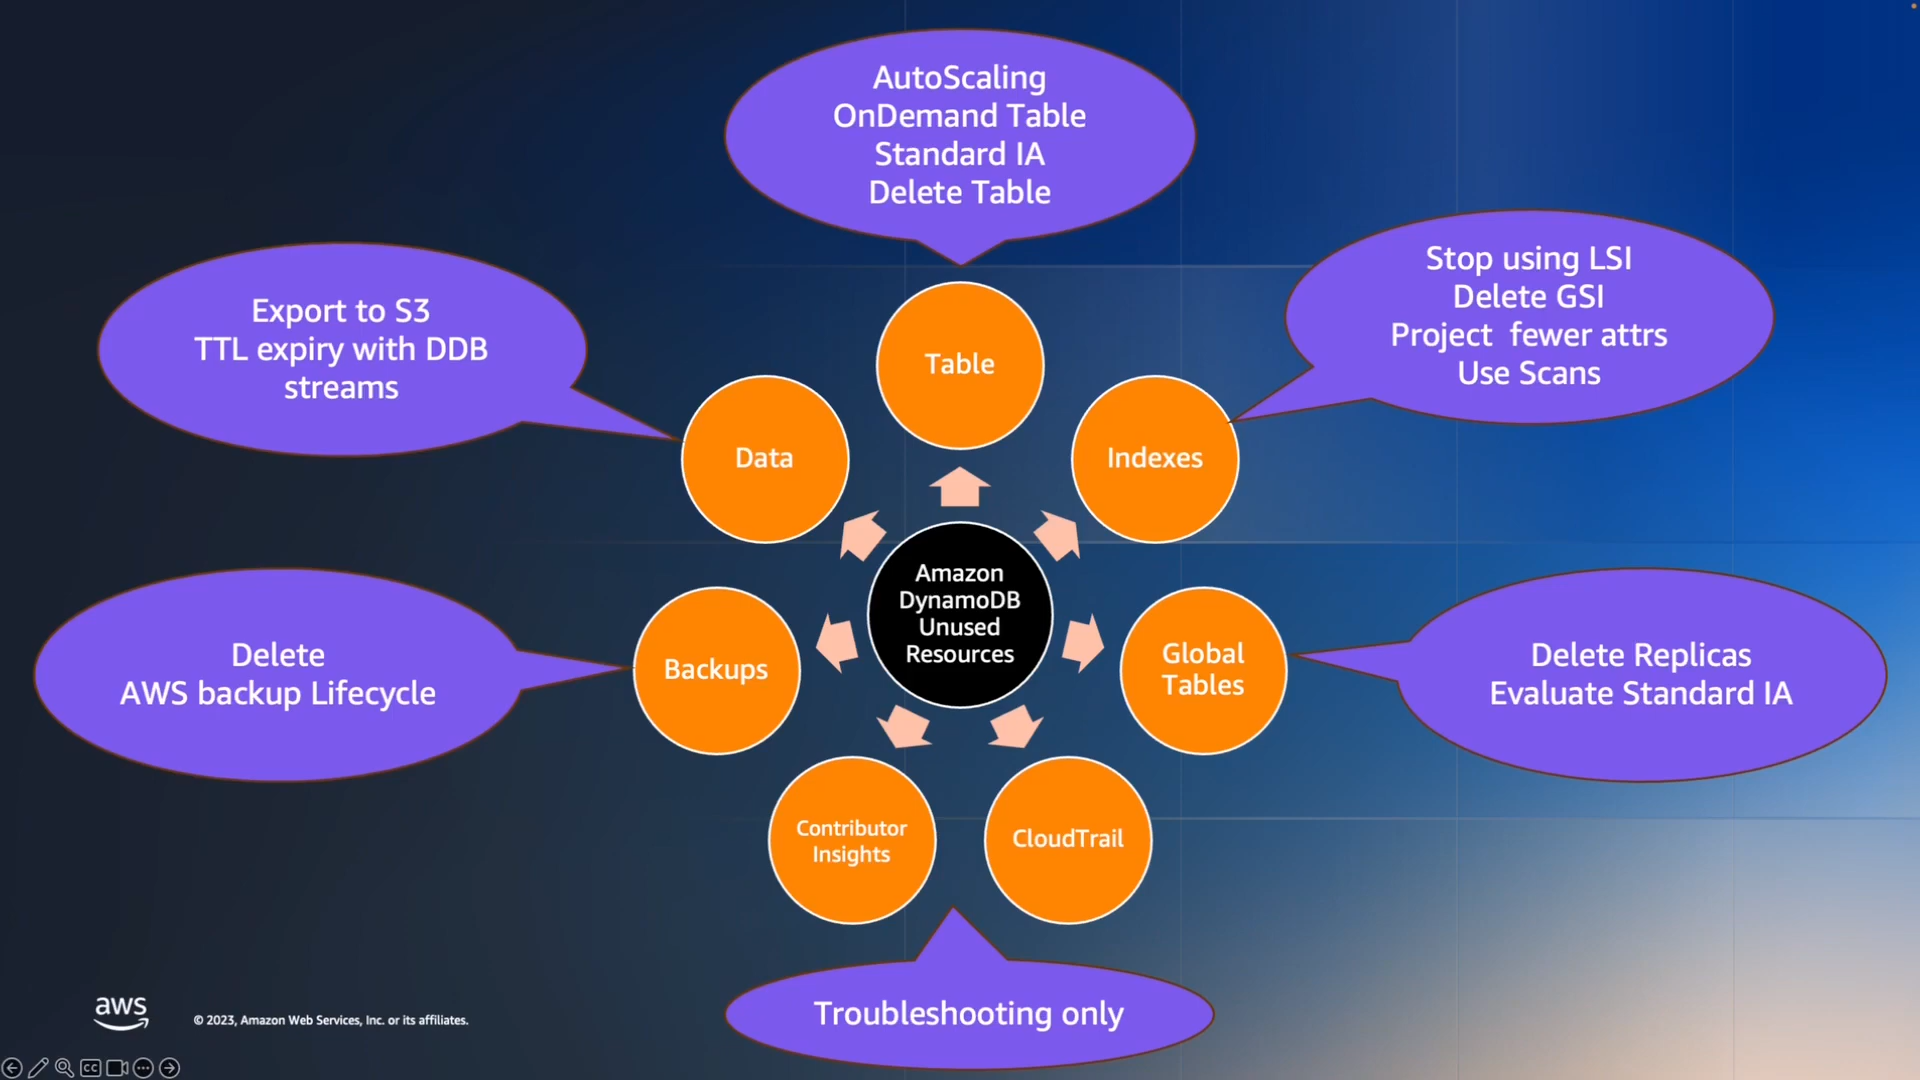 AutoScaling
OnDemand Table
Standard IA
Delete Table
Stop using LSI
Delete GSI
Project  fewer attrs
Use Scans
Export to S3
TTL expiry with DDB
streams
Table
Data
Indexes
Amazon
DynamoDB
Unused
Resources
Delete
AWS backup Lifecycle
Backups
Global
Tables
Delete Replicas
Evaluate Standard IA
Contributor
Insights
CloudTrail
Troubleshooting only
aws
© 2023, Amazon Web Services, Inc. or its affiliates.
CC